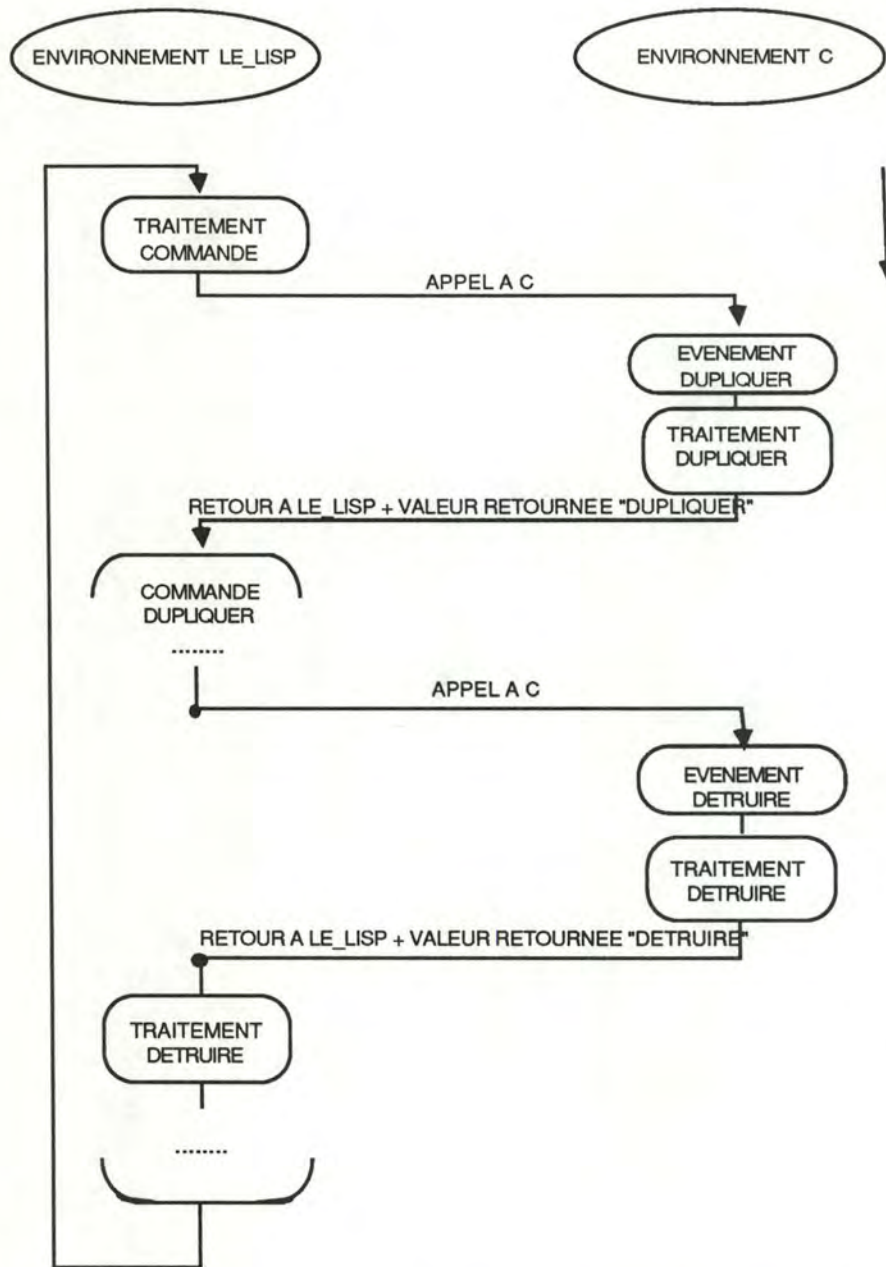 ENVIRONNEMENT LE_LISP
ENVIRONNEMENT C
TRAITEMENT
COMMANDE
APPEL A C
EVENEMENT
DUPLIQUER
TRAITEMENT
DUPLIQUER
RETOUR A LE_LISP + VALEUR RETOURNEE "DUPLIQUER"
COMMANDE
DUPLIQUER
........
APPEL A C
EVENEMENT
DETRUIRE
TRAITEMENT
DETRUIRE
RETOUR A LE_LISP + VALEUR RETOURNEE "DETRUIRE"
TRAITEMENT
DETRUIRE
........